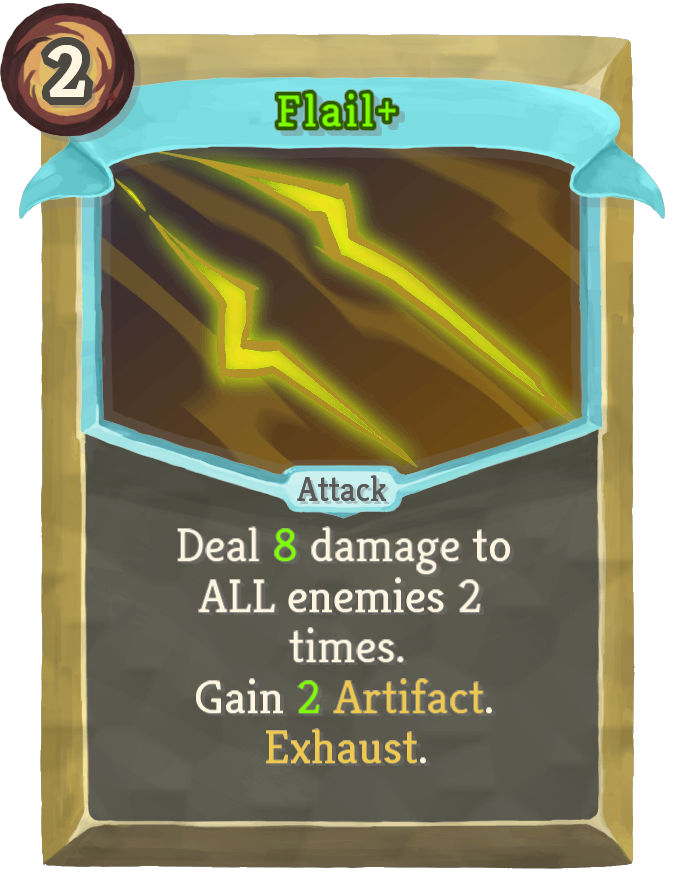 2
Flail+
Attack
Deal 8 damage to
ALL enemies 2
times.
Gain 2 Artifact.
Exhaust.